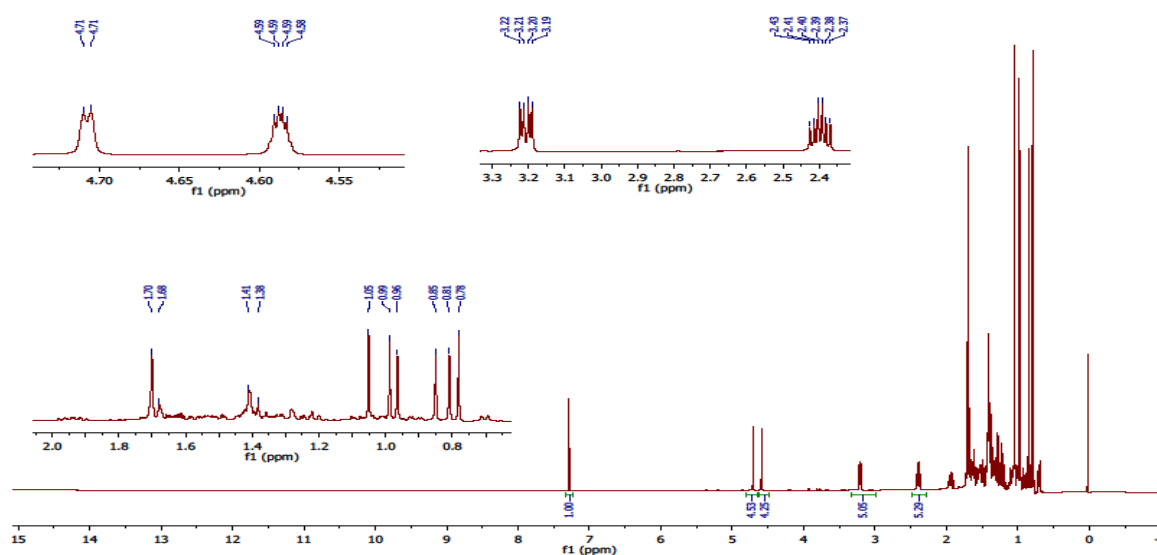 4.71 4.71 4.59 4.59 4.59 4.58
4.70 4.65 4.60 4.55
f1 (ppm)
3.22 3.21 3.20 3.19 2.43 2.41 2.40 2.39 2.38 2.37
3.3 3.2 3.1 3.0 2.9 2.8 2.7 2.6 2.5 2.4
f1 (ppm)
1.70 1.68 1.41 1.38 1.05 0.99 0.96 0.85 0.81 0.78
2.0 1.8 1.6 1.4 1.2 1.0 0.8
f1 (ppm)
1.00 4.53 4.25 5.05 5.29
15 14 13 12 11 10 9 8 7 6 5 4 3 2 1 0
f1 (ppm)